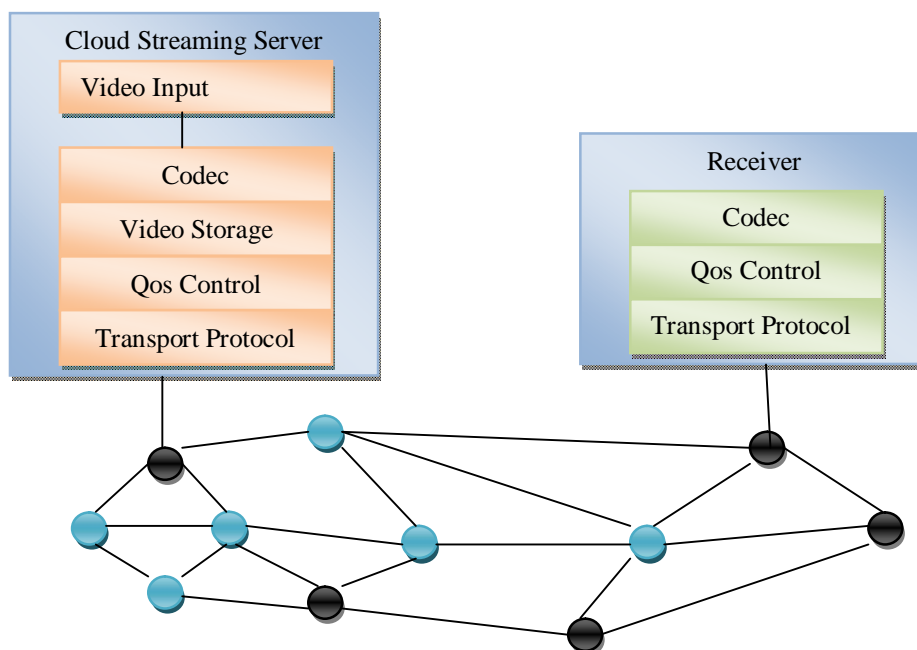 Cloud Streaming Server
Video Input
Codec
Video Storage
Qos Control
Transport Protocol
Receiver
Codec
Qos Control
Transport Protocol